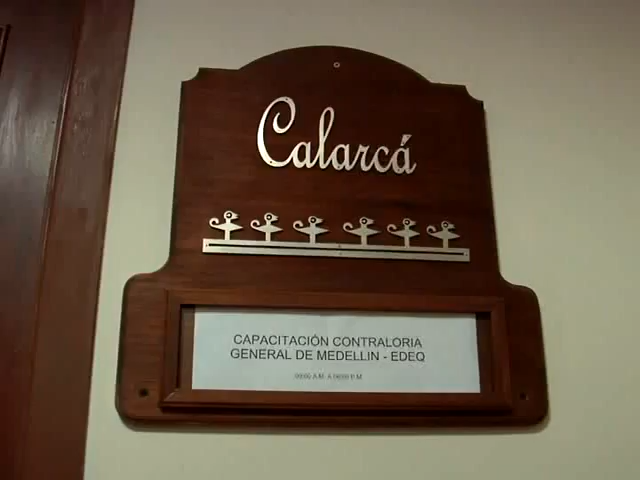 Calarcá
CAPACITACIÓN CONTRALORIA
GENERAL DE MEDELLIN - EDEQ
A.M. A P.M